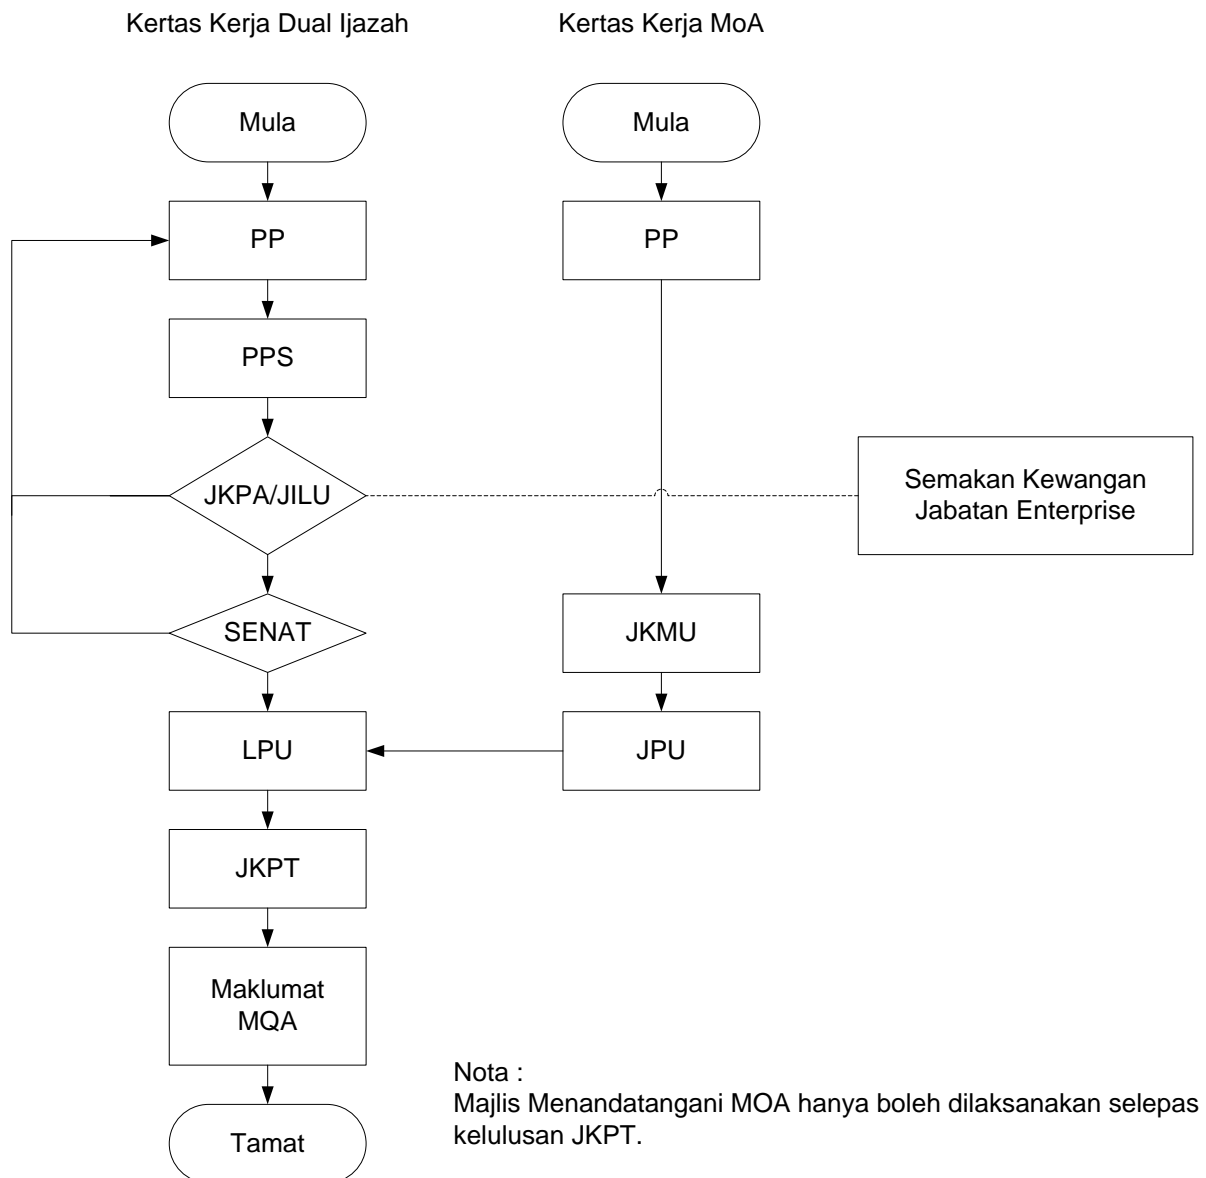 Kertas Kerja Dual Ijazah
Kertas Kerja MoA
Mula
Mula
PP
PP
PPS
JKPA/JILU
Semakan Kewangan
Jabatan Enterprise
SENAT
JKMU
LPU
JPU
JKPT
Maklumat
MQA
Nota :
Majlis Menandatangani MOA hanya boleh dilaksanakan selepas
kelulusan JKPT.
Tamat